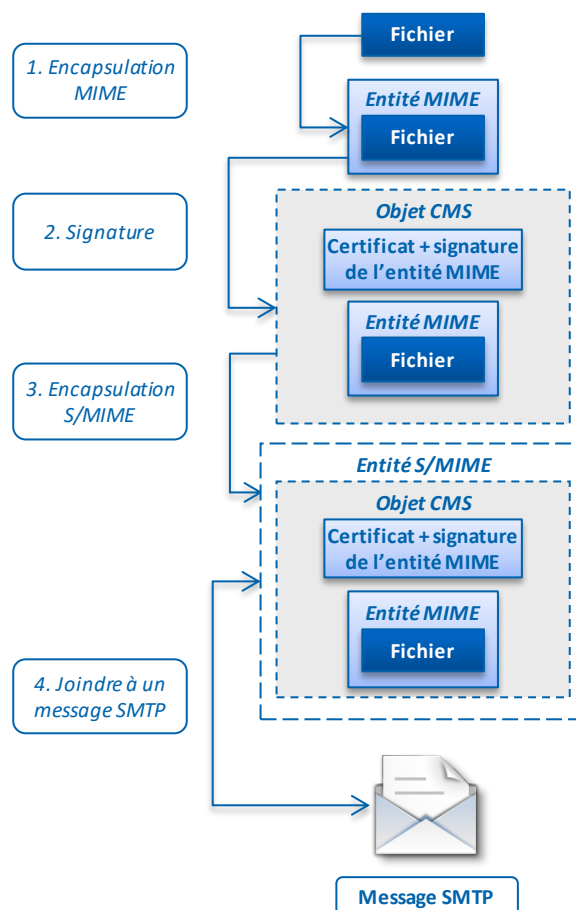 Fichier
1. Encapsulation
MIME
Entité MIME
Fichier
Objet CMS
2. Signature
Certificat + signature
de l'entité MIME
Entité MIME
Fichier
3. Encapsulation
S/MIME
Entité S/MIME
Objet CMS
Certificat + signature
de l'entité MIME
Entité MIME
Fichier
4. Joindre à un
message SMTP
Message SMTP